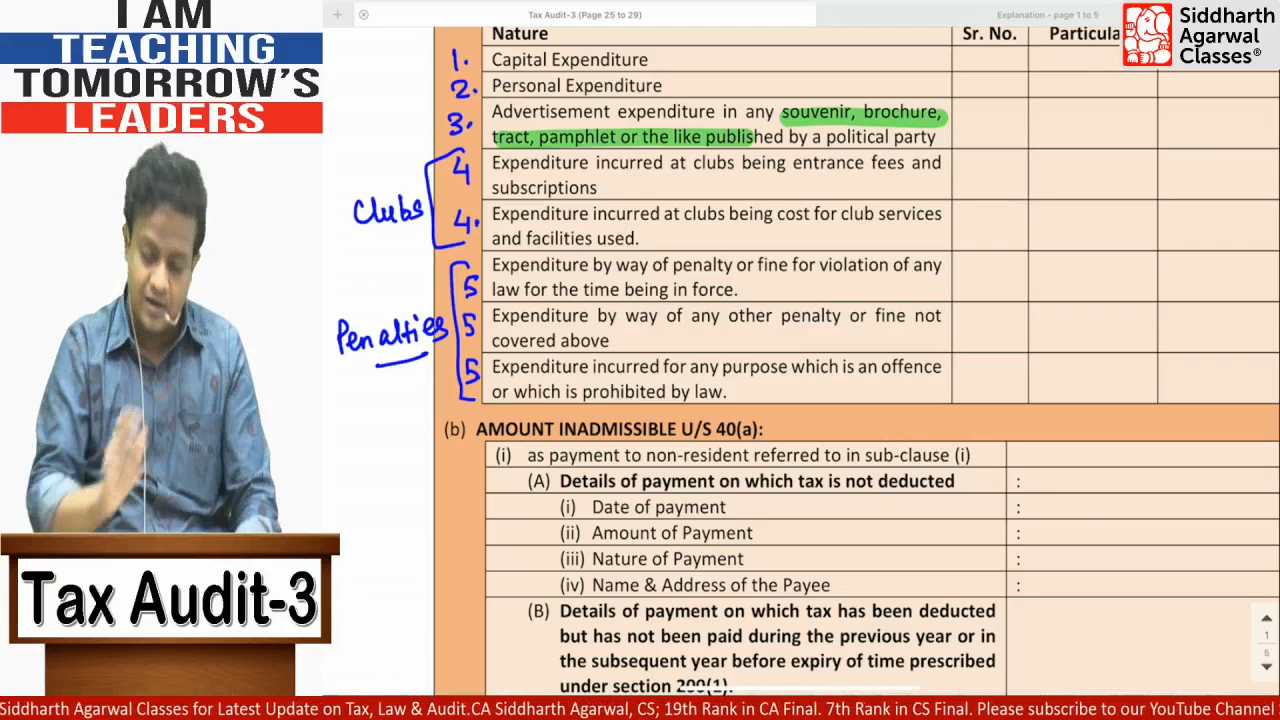 I AM
TEACHING
TOMORROW'S
LEADERS
Tax Audit-3 (Page 25 to 29)
Explanation - page 1 to 5
Siddharth
Agarwal
Classes®
Nature Sr. No. Particula
1. Capital Expenditure
2. Personal Expenditure
3. Advertisement expenditure in any souvenir, brochure,
tract, pamphlet or the like published by a political party
Clubs
4 Expenditure incurred at clubs being entrance fees and
subscriptions
4. Expenditure incurred at clubs being cost for club services
and facilities used.
Penalties
5 Expenditure by way of penalty or fine for violation of any
law for the time being in force.
5 Expenditure by way of any other penalty or fine not
covered above
5 Expenditure incurred for any purpose which is an offence
or which is prohibited by law.
(b) AMOUNT INADMISSIBLE U/S 40(a):
(i) as payment to non-resident referred to in sub-clause (i)
(A) Details of payment on which tax is not deducted :
(i) Date of payment :
(ii) Amount of Payment :
(iii) Nature of Payment :
(iv) Name & Address of the Payee :
(B) Details of payment on which tax has been deducted
but has not been paid during the previous year or in
the subsequent year before expiry of time prescribed
under section 200(1).
1
5
Tax Audit-3
Siddharth Agarwal Classes for Latest Update on Tax, Law & Audit.CA Siddharth Agarwal, CS; 19th Rank in CA Final. 7th Rank in CS Final. Please subscribe to our YouTube Channel